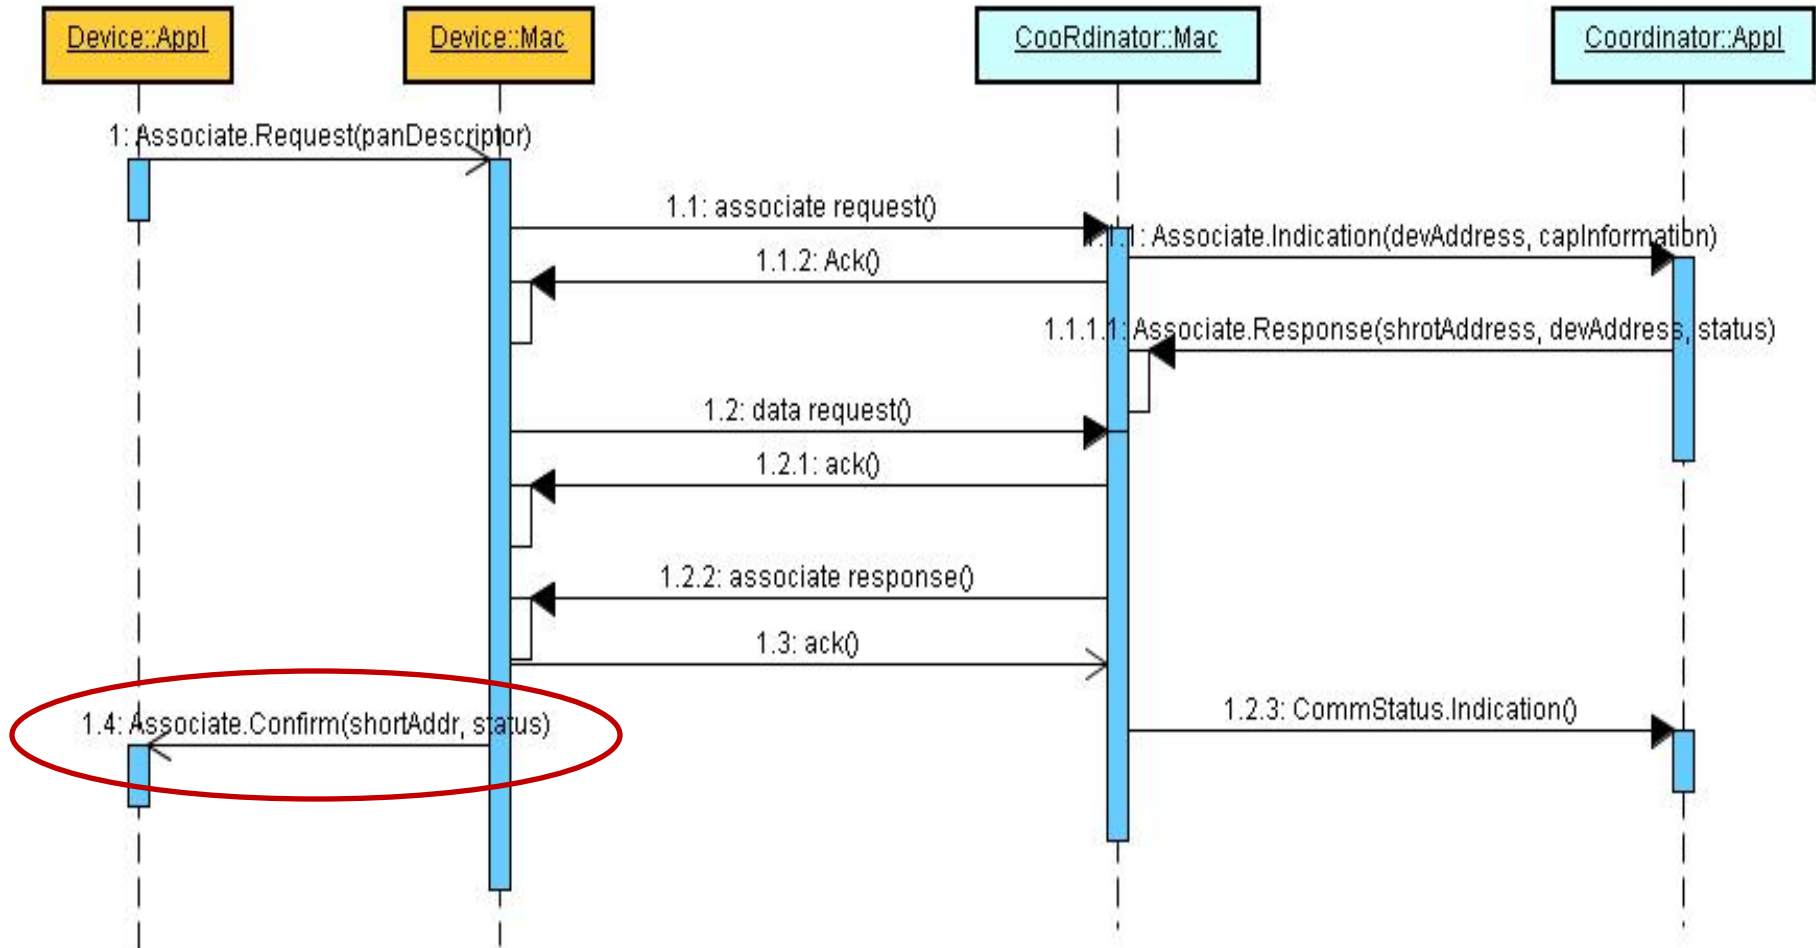 Device::Appl
Device::Mac
CooRdinator::Mac
Coordinator::Appl
1: Associate.Request(panDescriptor)
1.1: associate request()
1.1.1: Associate.Indication(devAddress, capInformation)
1.1.2: Ack()
1.1.1.1: Associate.Response(shrotAddress, devAddress, status)
1.2: data request()
1.2.1: ack()
1.2.2: associate response()
1.3: ack()
1.4: Associate.Confirm(shortAddr, status)
1.2.3: CommStatus.Indication()